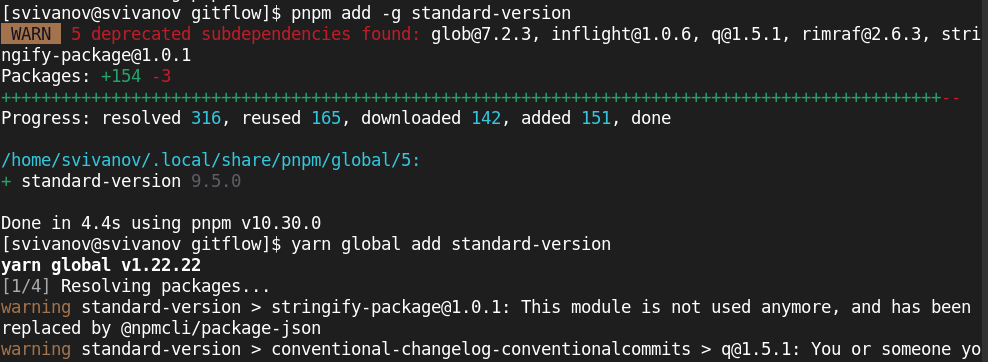 [svivanov@svivanov gitflow]$ pnpm add -g standard-version
 WARN  5 deprecated subdependencies found: glob@7.2.3, inflight@1.0.6, q@1.5.1, rimraf@2.6.3, stri
ngify-package@1.0.1
Packages: +154 -3
++++++++++++++++++++++++++++++++++++++++++++++++++++++++++++++++++++++++++++++++++++++++++++++--
Progress: resolved 316, reused 165, downloaded 142, added 151, done

/home/svivanov/.local/share/pnpm/global/5:
+ standard-version 9.5.0

Done in 4.4s using pnpm v10.30.0
[svivanov@svivanov gitflow]$ yarn global add standard-version
yarn global v1.22.22
[1/4] Resolving packages...
warning standard-version > stringify-package@1.0.1: This module is not used anymore, and has been
replaced by @npmcli/package-json
warning standard-version > conventional-changelog-conventionalcommits > q@1.5.1: You or someone yo